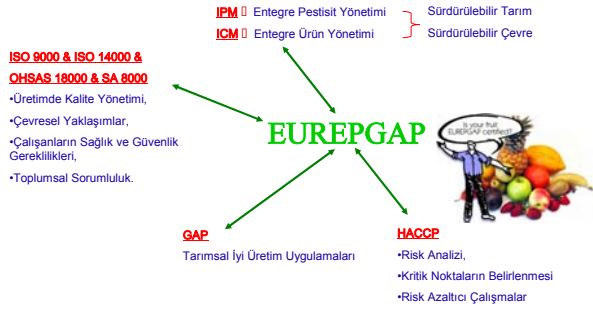 IPM Entegre Pestisit Yönetimi Sürdürülebilir Tarım
ICM Entegre Ürün Yönetimi Sürdürülebilir Çevre
ISO 9000 & ISO 14000 &
OHSAS 18000 & SA 8000
•Üretimde Kalite Yönetimi,
•Çevresel Yaklaşımlar,
•Çalışanların Sağlık ve Güvenlik
Gereklilikleri,
•Toplumsal Sorumluluk.
EUREPGAP
Is your fruit
EUREPGAP certified?
GAP
Tarımsal İyi Üretim Uygulamaları
HACCP
•Risk Analizi,
•Kritik Noktaların Belirlenmesi
•Risk Azaltıcı Çalışmalar